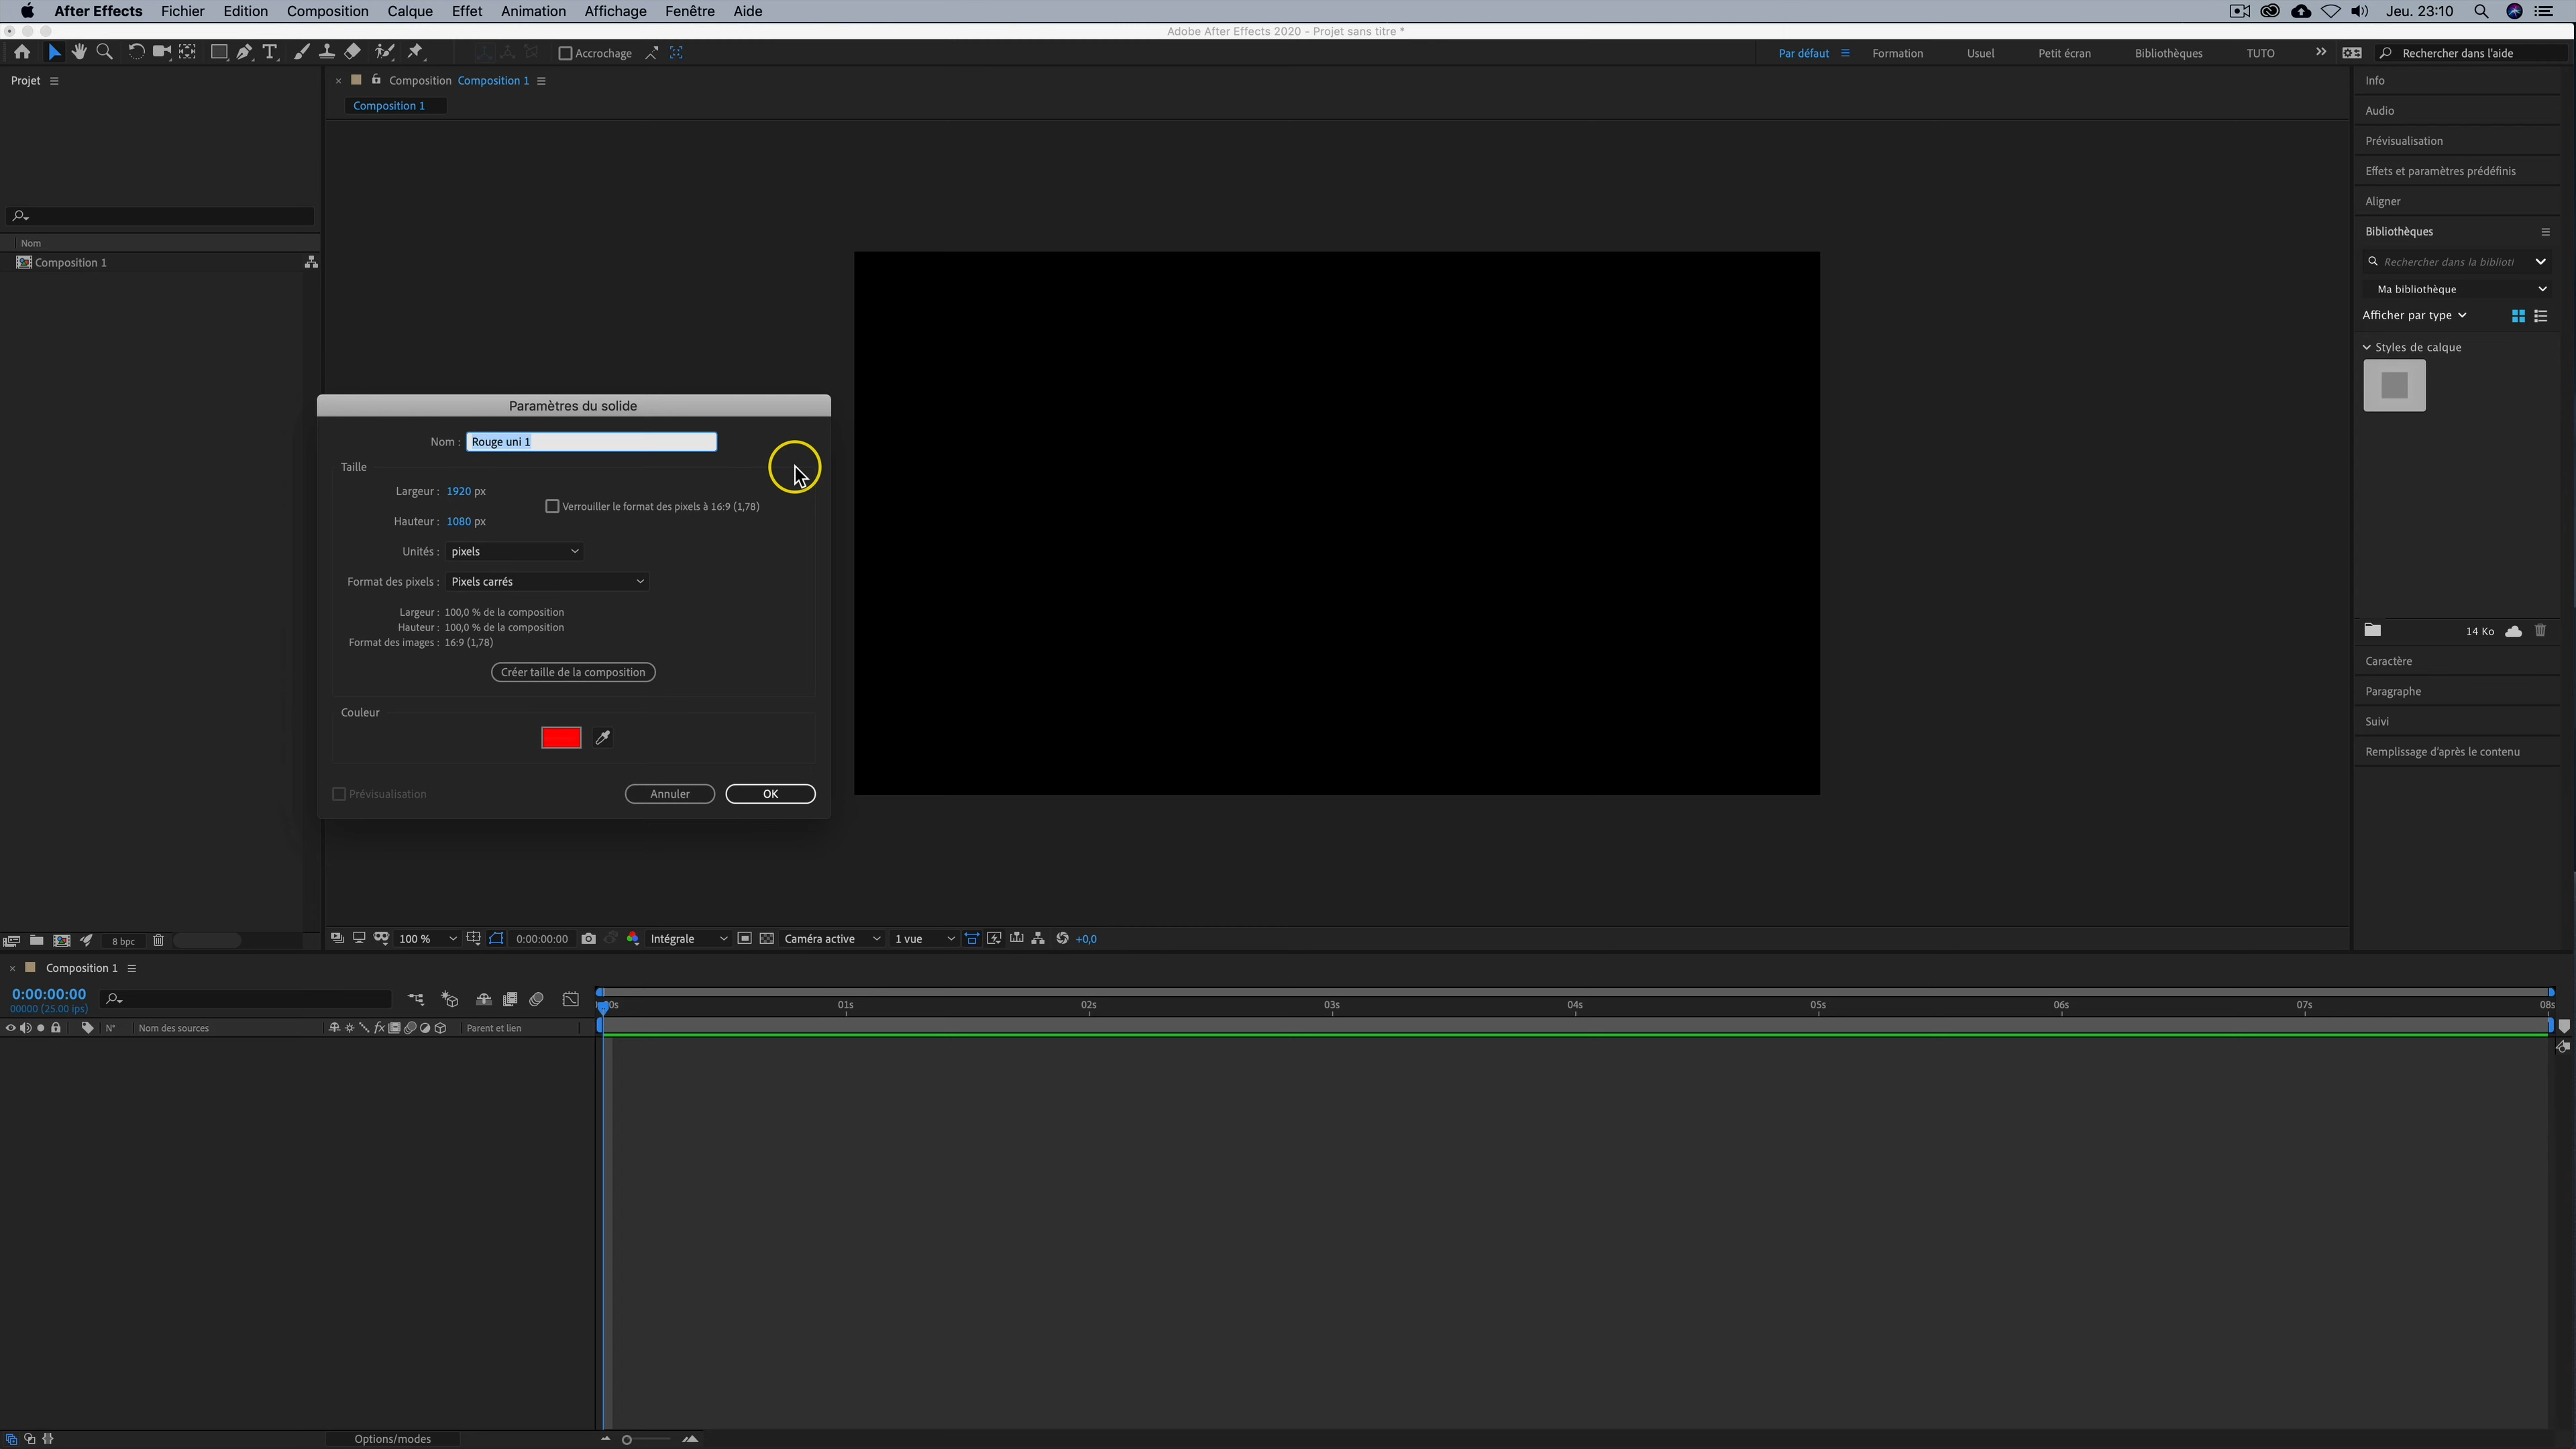 After Effects Fichier Edition Composition Calque Effet Animation Affichage Fenêtre Aide Jeu. 23:10
Adobe After Effects 2020 - Projet sans titre *
Accrochage Par défaut Formation Usuel Petit écran Bibliothèques TUTO Rechercher dans l'aide
Projet
Composition Composition 1
Composition 1
Nom
Composition 1
Paramètres du solide
Nom : Rouge uni 1
Taille
Largeur : 1920 px
Verrouiller le format des pixels à 16:9 (1,78)
Hauteur : 1080 px
Unités : pixels
Format des pixels : Pixels carrés
Largeur : 100,0 % de la composition
Hauteur : 100,0 % de la composition
Format des images : 16:9 (1,78)
Créer taille de la composition
Couleur
Prévisualisation Annuler OK
Info
Audio
Prévisualisation
Effets et paramètres prédéfinis
Aligner
Bibliothèques
Rechercher dans la bibliotl
Ma bibliothèque
Afficher par type
Styles de calque
14 Ko
Caractère
Paragraphe
Suivi
Remplissage d'après le contenu
8 bpc
100 % 0:00:00:00 Intégrale Caméra active 1 vue +0,0
Composition 1
0:00:00:00
00000 (25.00 ips)
:00s 01s 02s 03s 04s 05s 06s 07s 08s
N° Nom des sources fx Parent et lien
Options/modes